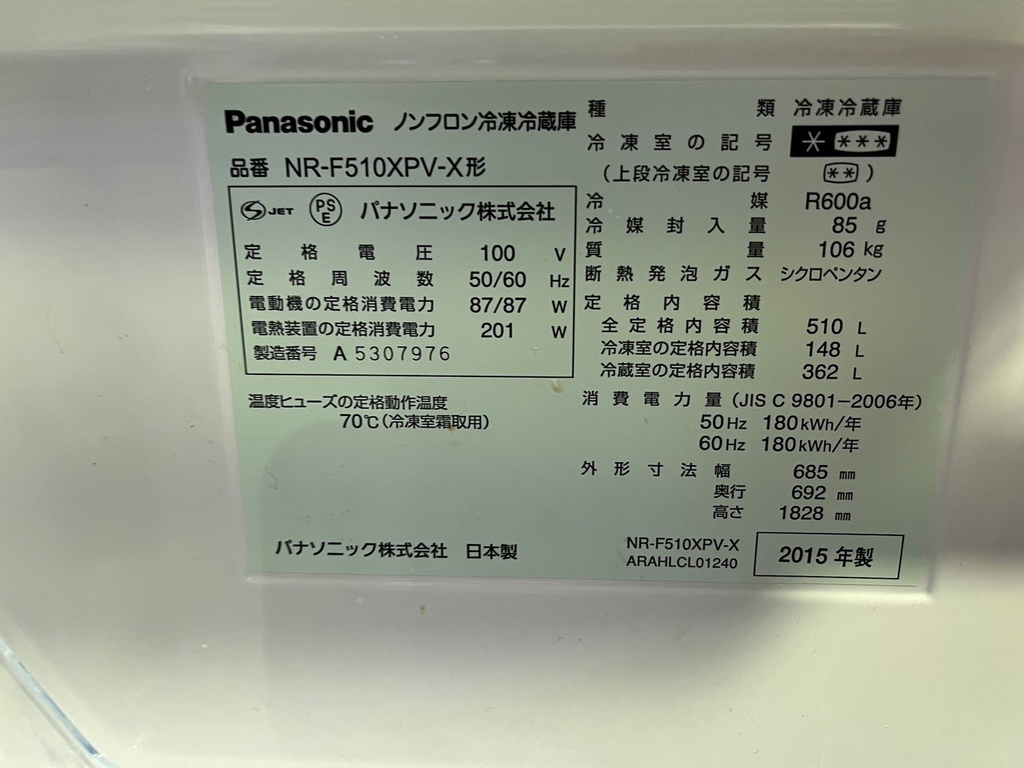 Panasonic ノンフロン冷凍冷蔵庫
品番 NR-F510XPV-X形
JET PSE パナソニック株式会社
定格電圧 100 V
定格周波数 50/60 Hz
電動機の定格消費電力 87/87 W
電熱装置の定格消費電力 201 W
製造番号 A 5307976
温度ヒューズの定格動作温度
70℃(冷凍室霜取用)
パナソニック株式会社 日本製
種類 冷凍冷蔵庫
冷凍室の記号 * ***
(上段冷凍室の記号 ** )
冷媒 R600a
冷媒封入量 85 g
質量 106 kg
断熱発泡ガス シクロペンタン
定格内容積
全定格内容積 510 L
冷凍室の定格内容積 148 L
冷蔵室の定格内容積 362 L
消費電力量(JIS C 9801-2006年)
50Hz 180kWh/年
60Hz 180kWh/年
外形寸法幅 685 mm
奥行 692 mm
高さ 1828 mm
NR-F510XPV-X
ARAHLCL01240
2015年製